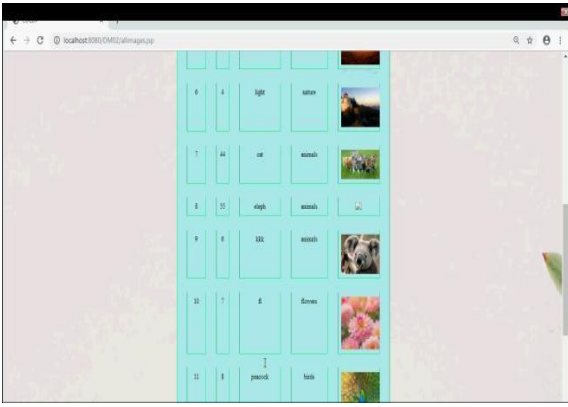 localhost:8080/DM02/allimages.jsp
6 4 light nature
7 44 cat animals
8 55 eleph animals
9 6 kkk animals
10 7 fl flowers
11 8 peacock birds